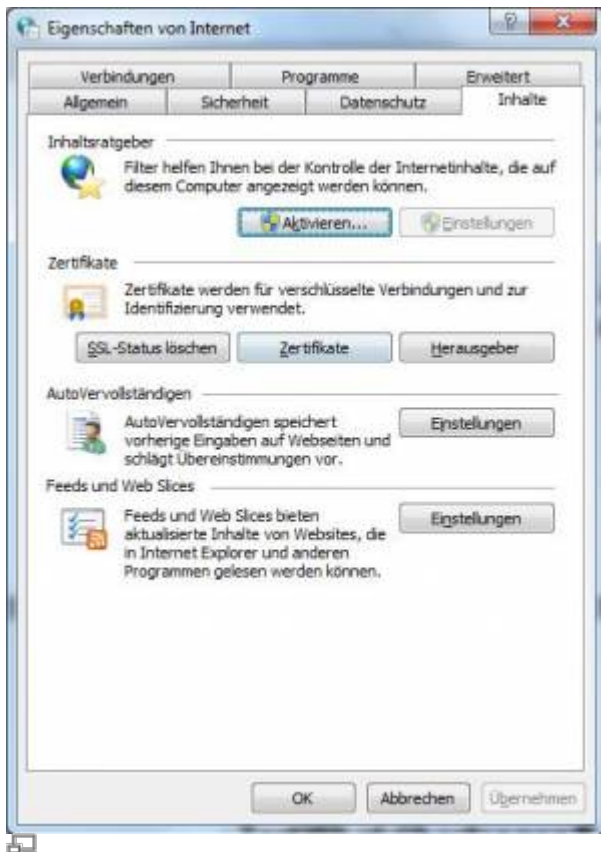 Eigenschaften von Internet
Verbindungen Programme Erweitert
Allgemein Sicherheit Datenschutz Inhalte
Inhaltsratgeber
Filter helfen Ihnen bei der Kontrolle der Internetinhalte, die auf
diesem Computer angezeigt werden können.
Aktivieren... Einstellungen
Zertifikate
Zertifikate werden für verschlüsselte Verbindungen und zur
Identifizierung verwendet.
SSL-Status löschen Zertifikate Herausgeber
AutoVervollständigen
AutoVervollständigen speichert
vorherige Eingaben auf Webseiten und
schlägt Übereinstimmungen vor.
Einstellungen
Feeds und Web Slices
Feeds und Web Slices bieten
aktualisierte Inhalte von Websites, die
in Internet Explorer und anderen
Programmen gelesen werden können.
Einstellungen
OK Abbrechen Übernehmen